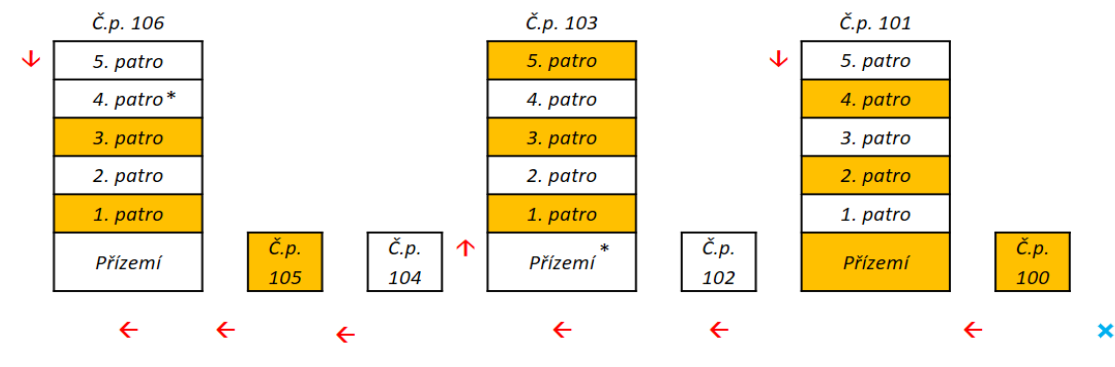 Č.p. 106
5. patro
4. patro *
3. patro
2. patro
1. patro
Přízemí
Č.p.
105
Č.p.
104
Č.p. 103
5. patro
4. patro
3. patro
2. patro
1. patro
Přízemí *
Č.p.
102
Č.p. 101
5. patro
4. patro
3. patro
2. patro
1. patro
Přízemí
Č.p.
100